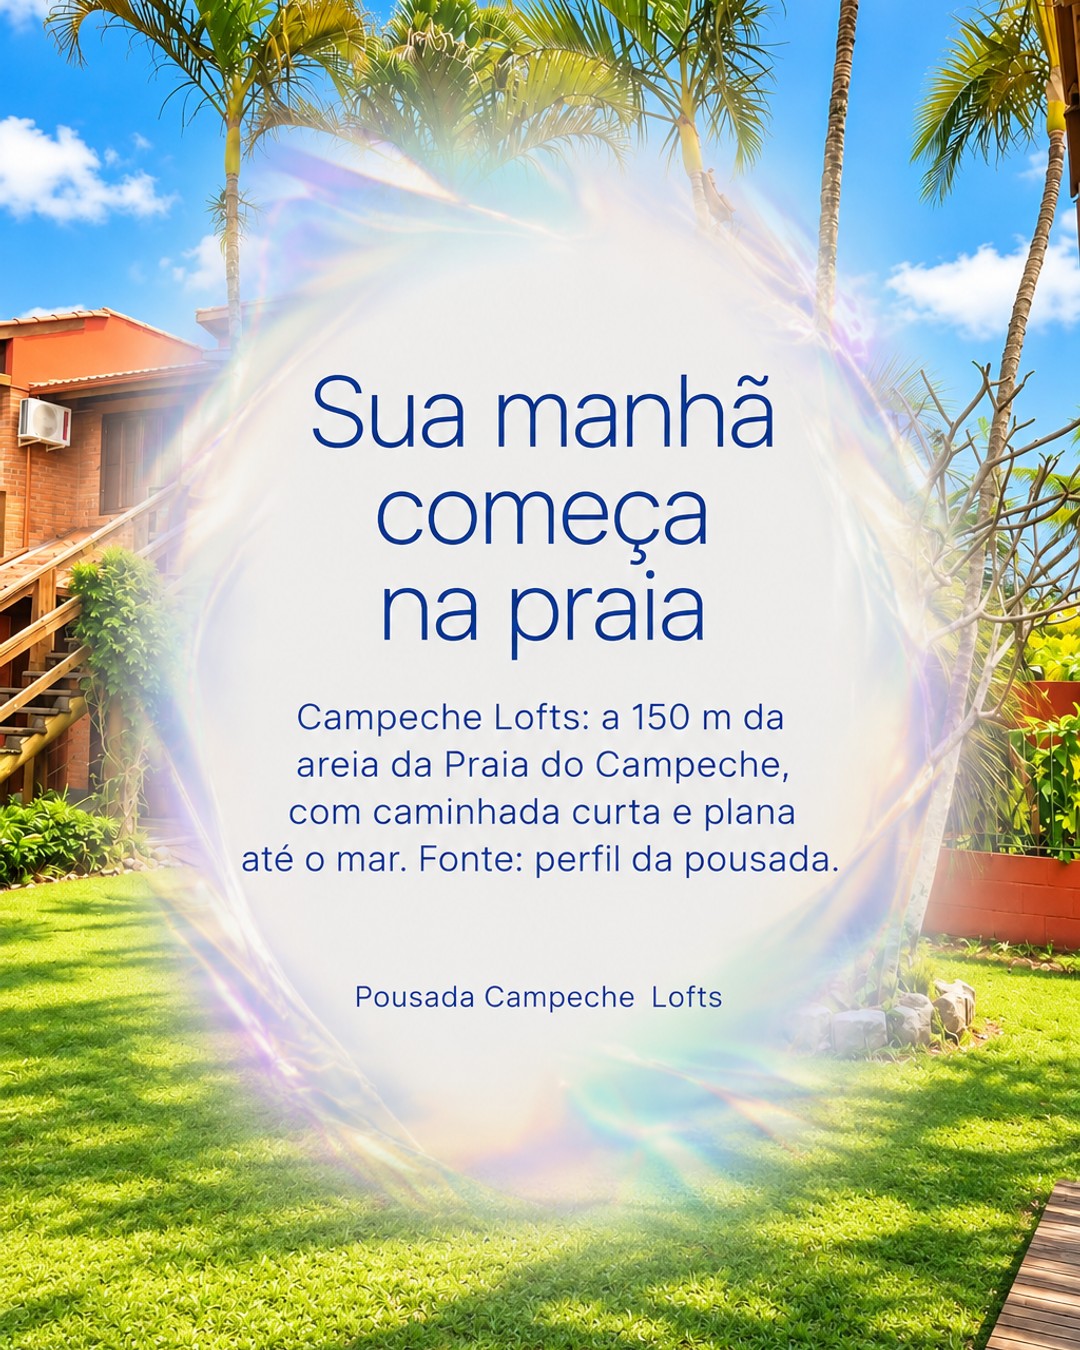 Sua manhã
começa
na praia
Campeche Lofts: a 150 m da
areia da Praia do Campeche,
com caminhada curta e plana
até o mar. Fonte: perfil da pousada.
Pousada Campeche Lofts